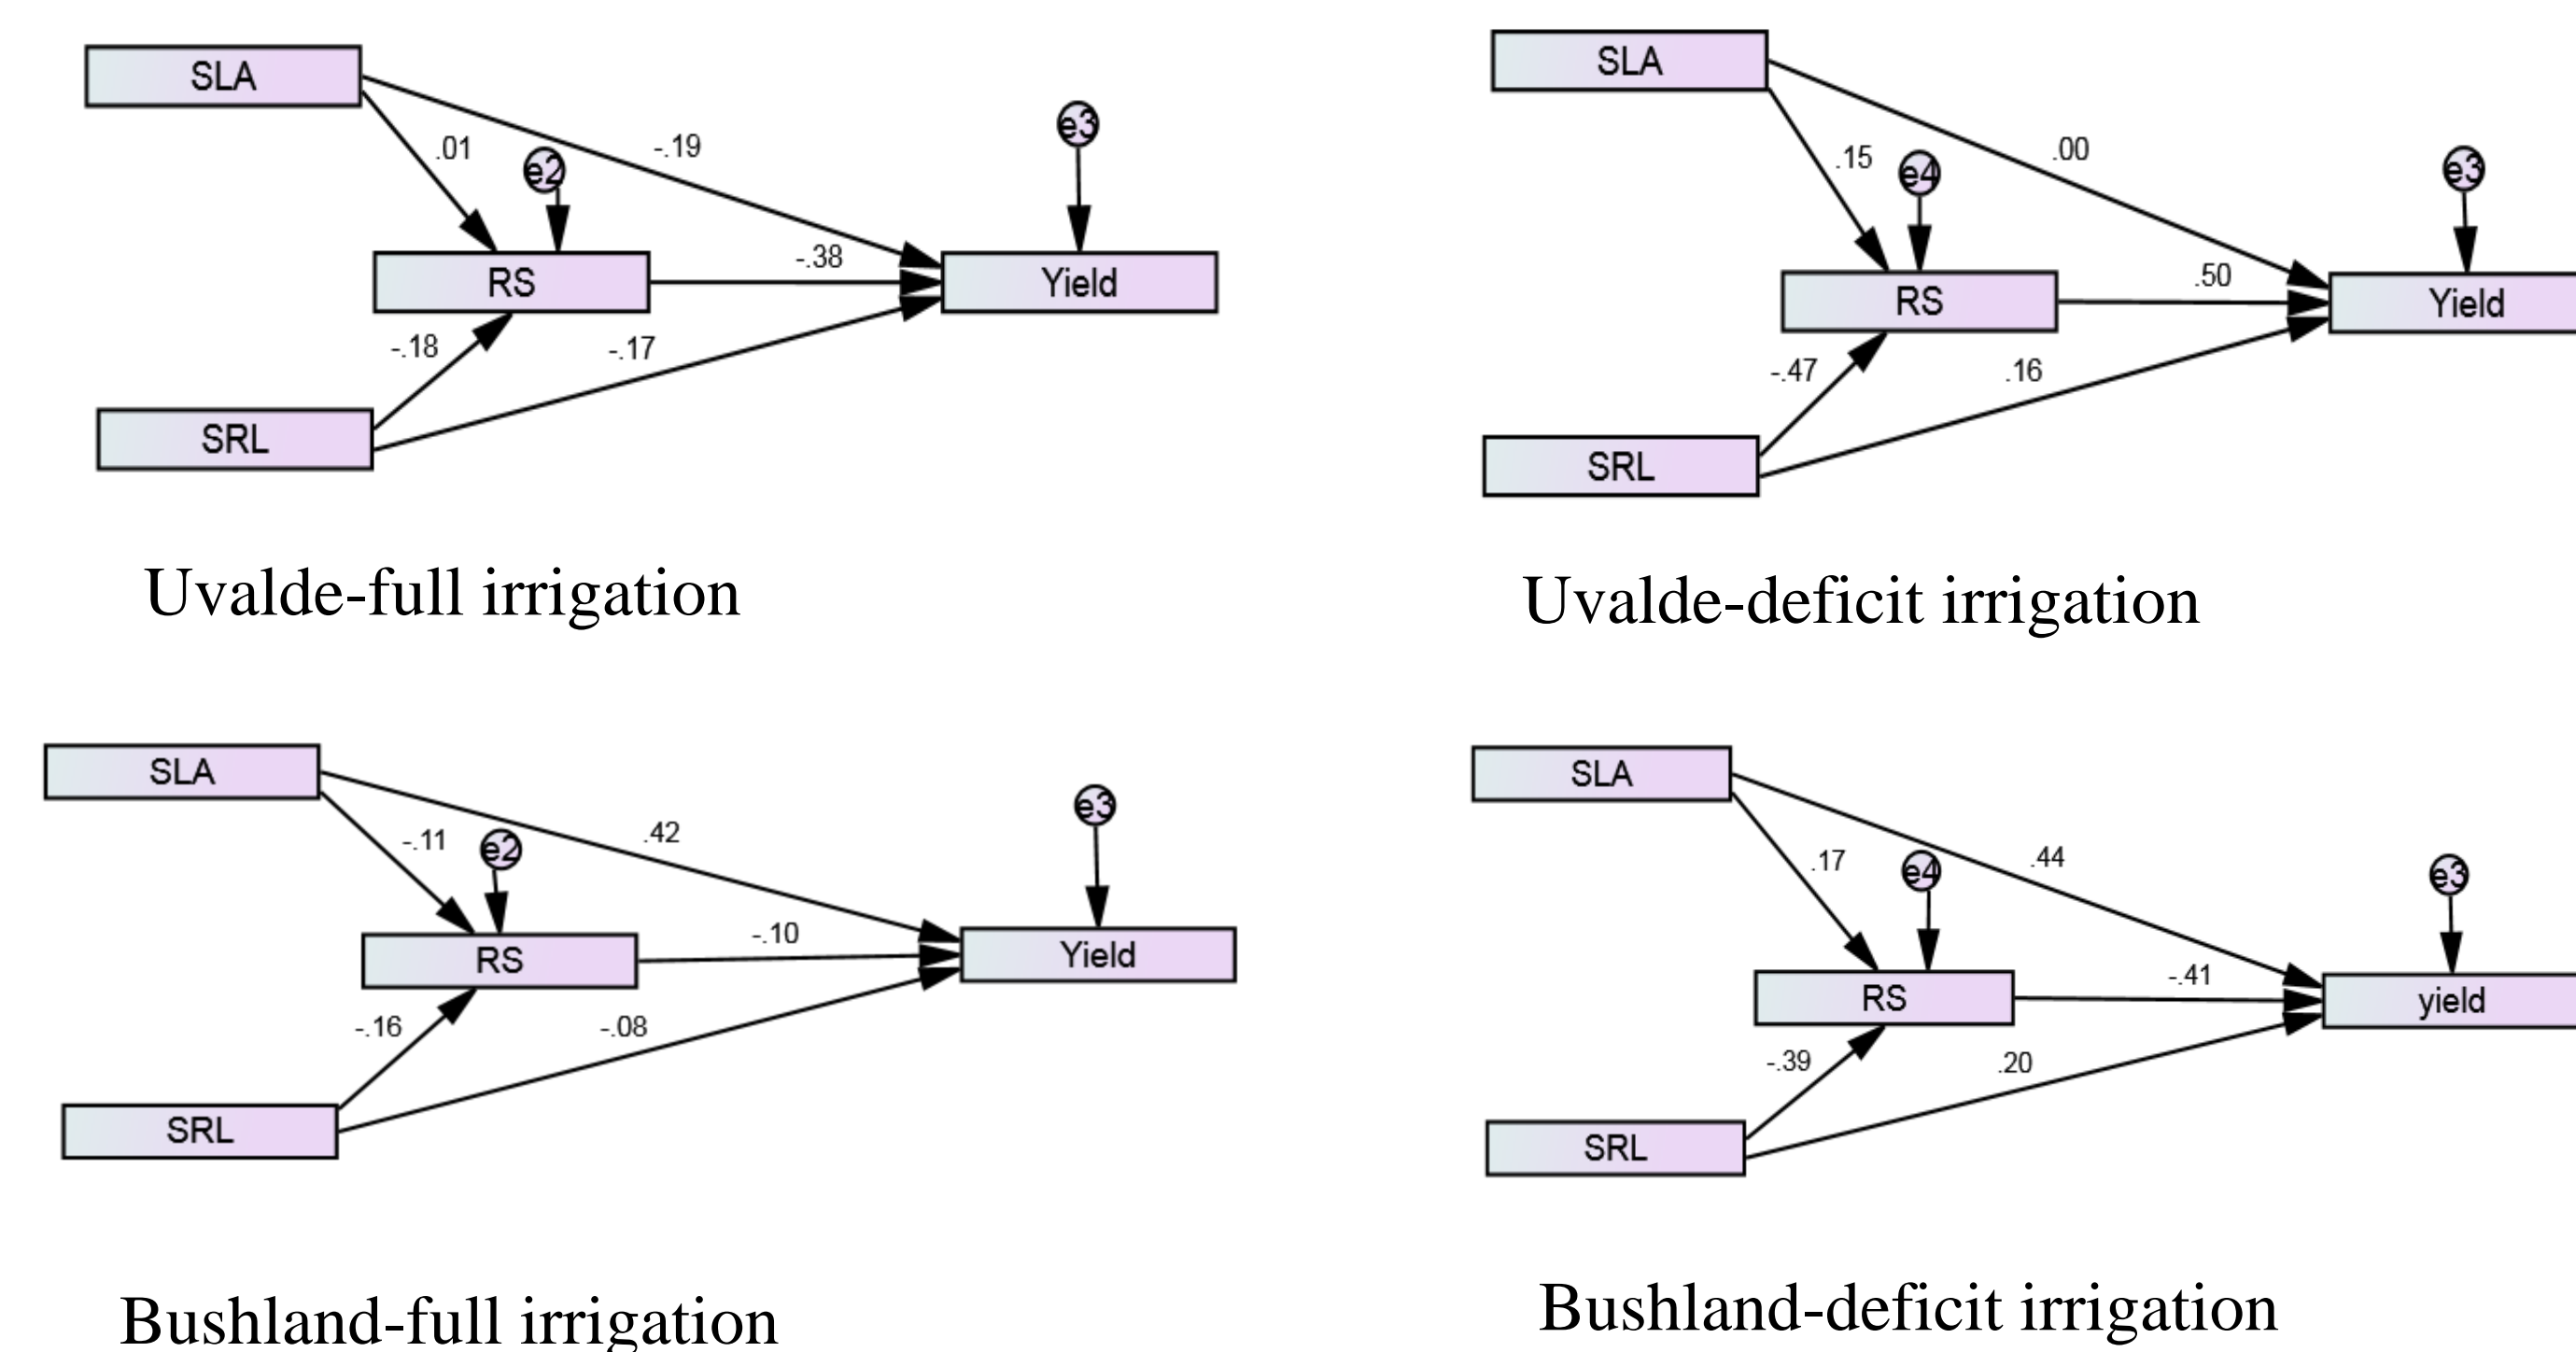 SLA
.01
-.19
e2
e3
RS
-.38
Yield
-.18
-.17
SRL
Uvalde-full irrigation
SLA
.15
.00
e4
e3
RS
.50
Yield
-.47
.16
SRL
Uvalde-deficit irrigation
SLA
-.11
.42
e2
e3
RS
-.10
Yield
-.16
-.08
SRL
Bushland-full irrigation
SLA
.17
.44
e4
e3
RS
-.41
yield
-.39
.20
SRL
Bushland-deficit irrigation